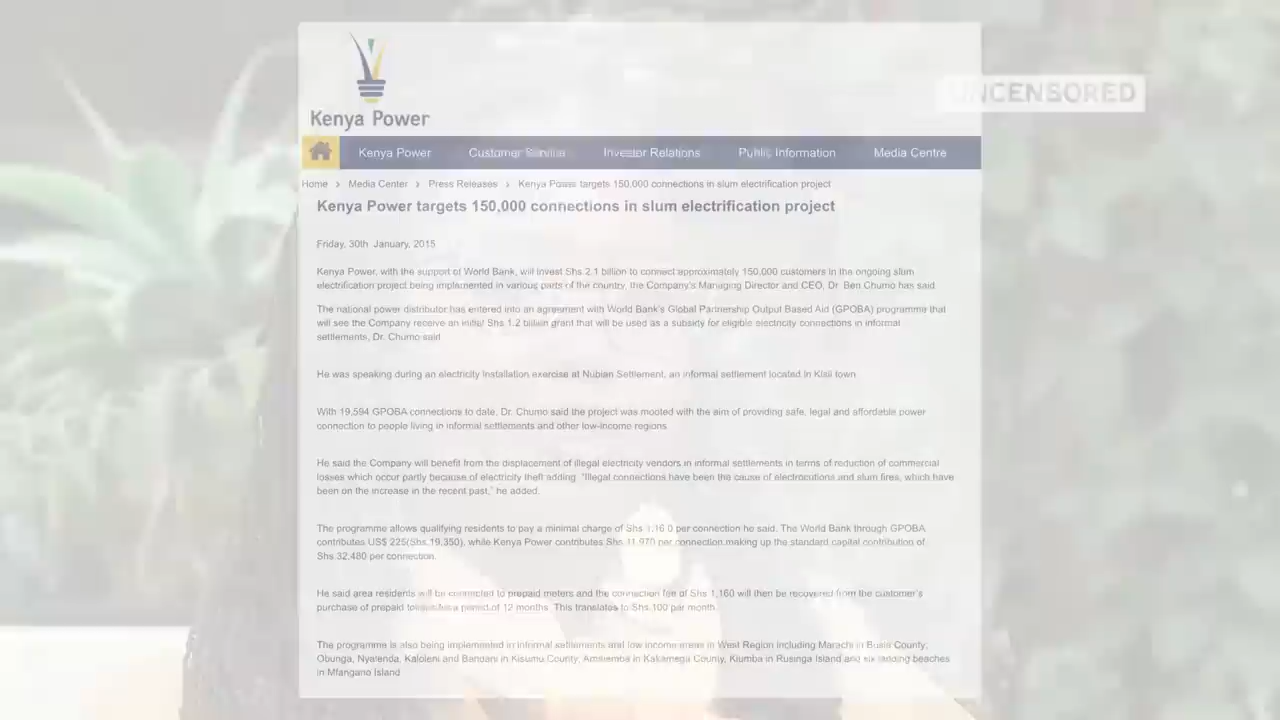 Kenya Power
UNCENSORED
Kenya Power Customer Service Investor Relations Public Information Media Centre
Home > Media Center > Press Releases > Kenya Power targets 150,000 connections in slum electrification project
Kenya Power targets 150,000 connections in slum electrification project
Friday, 30th January, 2015
Kenya Power, with the support of World Bank, will invest Shs 2.1 billion to connect approximately 150,000 customers in the ongoing slum
electrification project being implemented in various parts of the country, the Company's Managing Director and CEO, Dr. Ben Chumo has said.
The national power distributor has entered into an agreement with World Bank's Global Partnership Output Based Aid (GPOBA) programme that
will see the Company receive an initial Shs 1.2 billion grant that will be used as a subsidy for eligible electricity connections in informal
settlements, Dr. Chumo said.
He was speaking during an electricity installation exercise at Nubian Settlement, an informal settlement located in Kisii town.
With 19,594 GPOBA connections to date, Dr. Chumo said the project was mooted with the aim of providing safe, legal and affordable power
connection to people living in informal settlements and other low-income regions.
He said the Company will benefit from the displacement of illegal electricity vendors in informal settlements in terms of reduction of commercial
losses which occur partly because of electricity theft adding. "Illegal connections have been the cause of electrocutions and slum fires, which have
been on the increase in the recent past," he added.
The programme allows qualifying residents to pay a minimal charge of Shs 1,16 0 per connection he said. The World Bank through GPOBA
contributes US$ 225(Shs.19,350), while Kenya Power contributes Shs 11,970 per connection making up the standard capital contribution of
Shs 32,480 per connection.
He said area residents will be connected to prepaid meters and the connection fee of Shs 1,160 will then be recovered from the customer's
purchase of prepaid tokens for a period of 12 months. This translates to Shs.100 per month.
The programme is also being implemented in informal settlements and low income areas in West Region including Marachi in Busia County;
Obunga, Nyalenda, Kaloleni and Bandani in Kisumu County; Amalemba in Kakamega County, Kiumba in Rusinga Island and six landing beaches
in Mfangano Island.